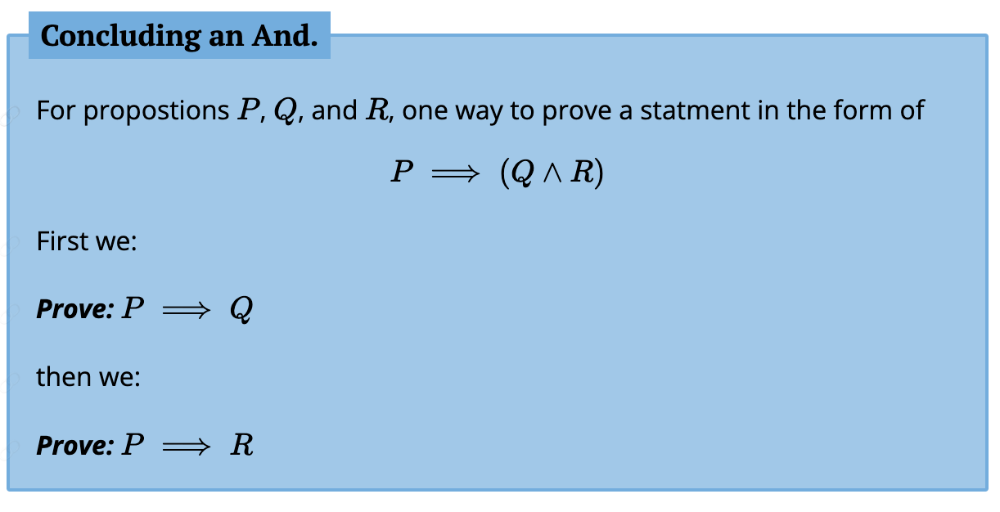 Concluding an And.
For propostions P, Q, and R, one way to prove a statment in the form of
P ⟹ (Q ∧ R)
First we:
Prove: P ⟹ Q
then we:
Prove: P ⟹ R